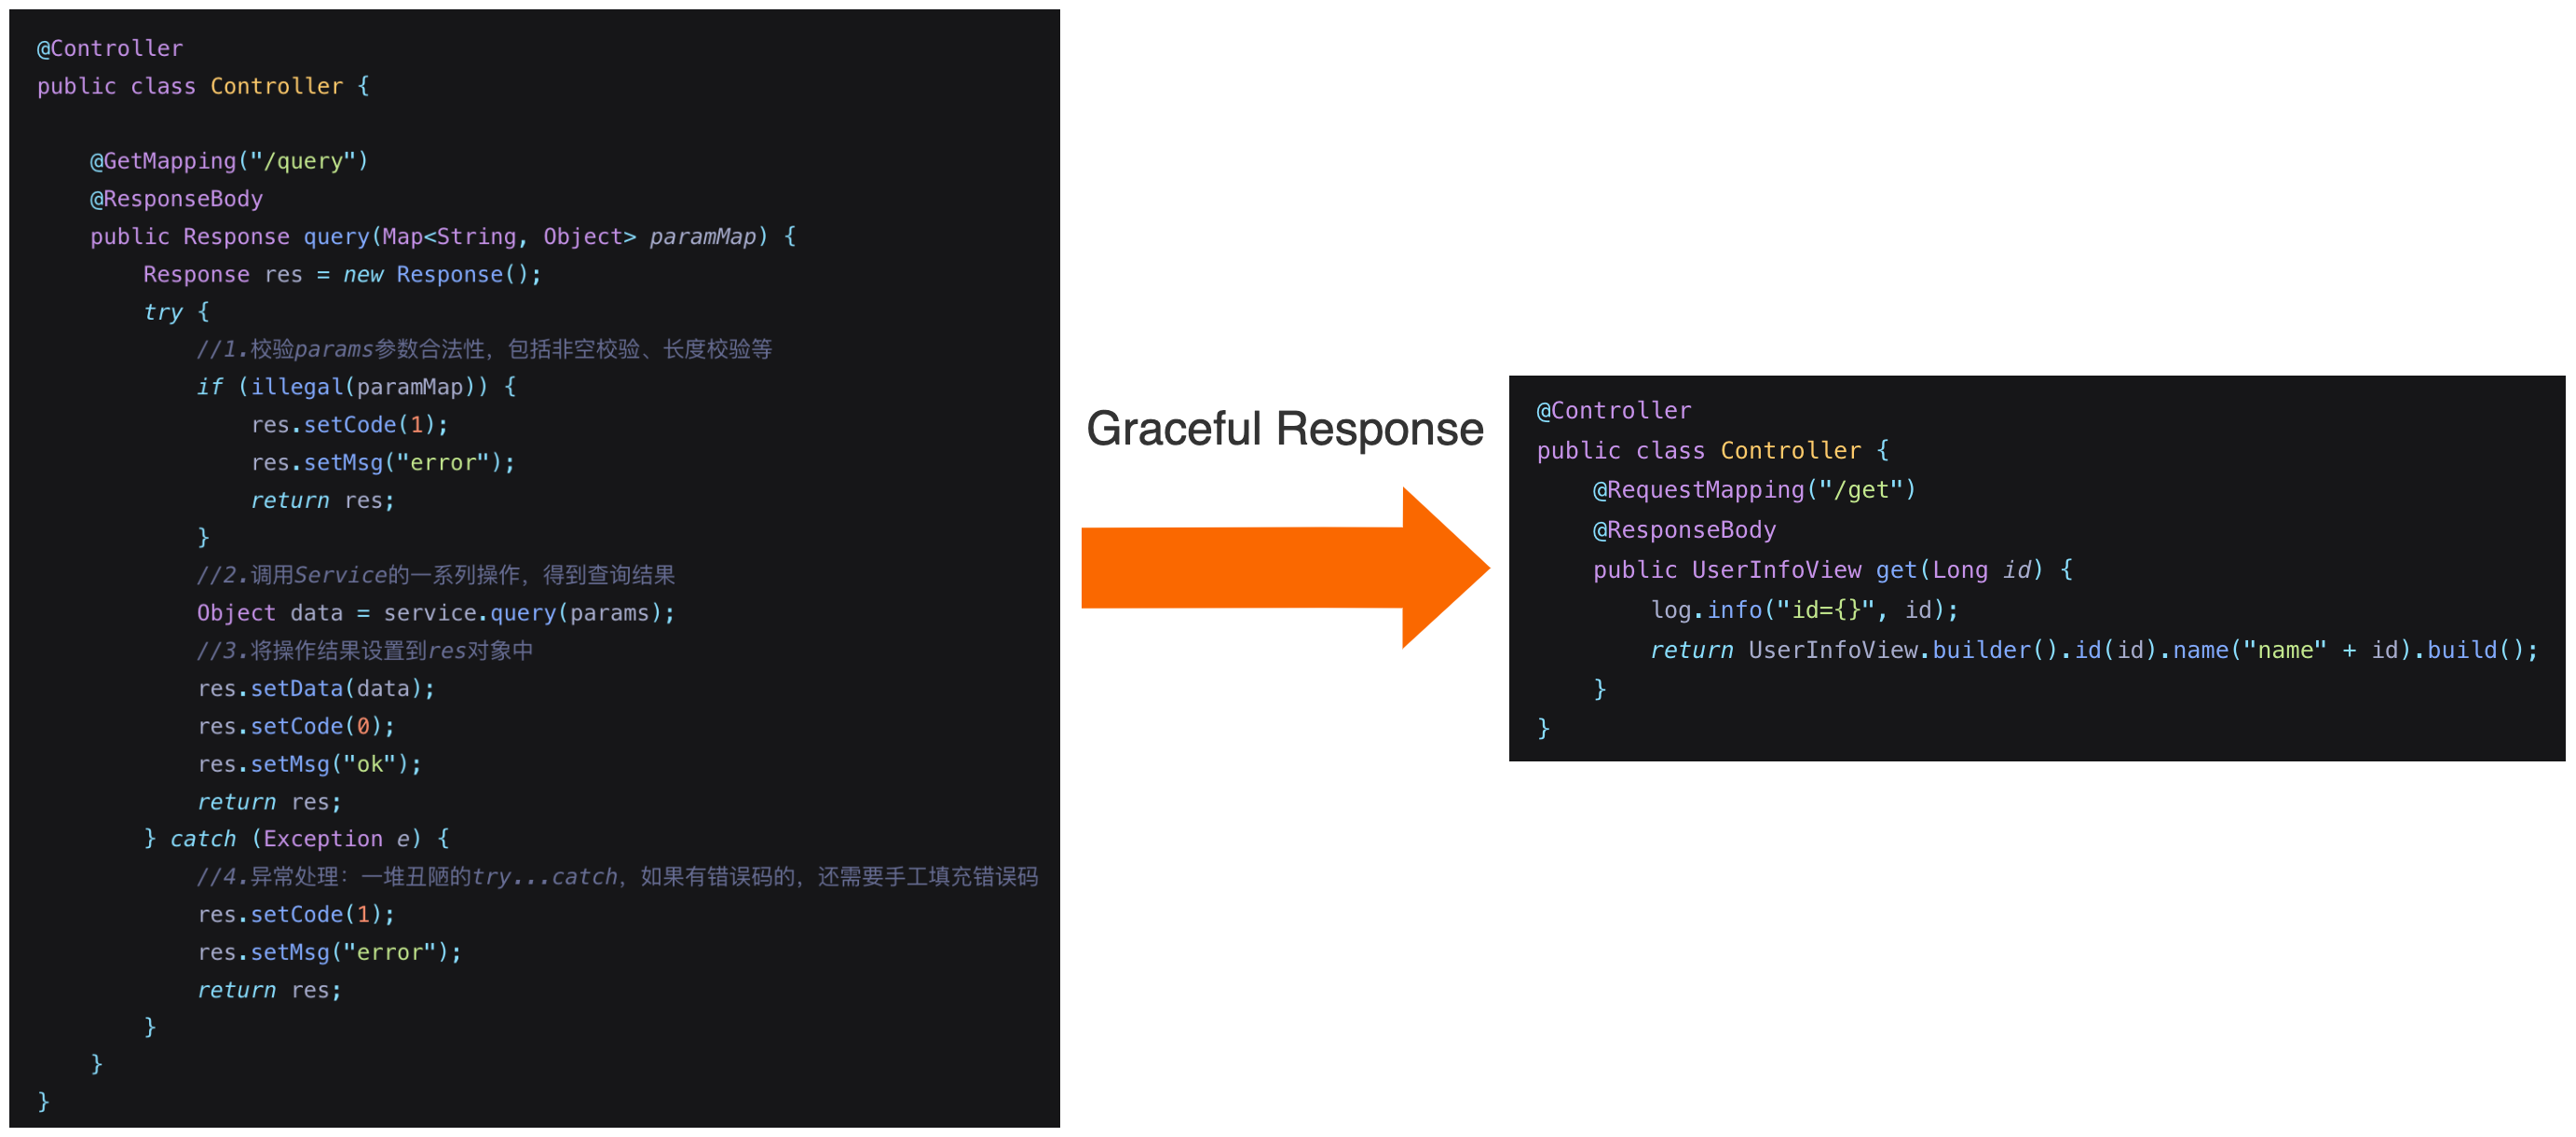 @Controller
public class Controller {
@GetMapping("/query")
@ResponseBody
public Response query(Map<String, Object> paramMap) {
Response res = new Response();
try {
//1.校验params参数合法性，包括非空校验、长度校验等
if (illegal(paramMap)) {
res.setCode(1);
res.setMsg("error");
return res;
}
//2.调用Service的一系列操作，得到查询结果
Object data = service.query(params);
//3.将操作结果设置到res对象中
res.setData(data);
res.setCode(0);
res.setMsg("ok");
return res;
} catch (Exception e) {
//4.异常处理：一堆丑陋的try...catch，如果有错误码的，还需要手工填充错误码
res.setCode(1);
res.setMsg("error");
return res;
}
}
}
Graceful Response
@Controller
public class Controller {
@RequestMapping("/get")
@ResponseBody
public UserInfoView get(Long id) {
log.info("id={}", id);
return UserInfoView.builder().id(id).name("name" + id).build();
}
}